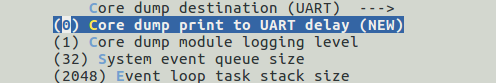 Core dump destination (UART)  --->
(0) Core dump print to UART delay (NEW)
(1) Core dump module logging level
(32) System event queue size
(2048) Event loop task stack size